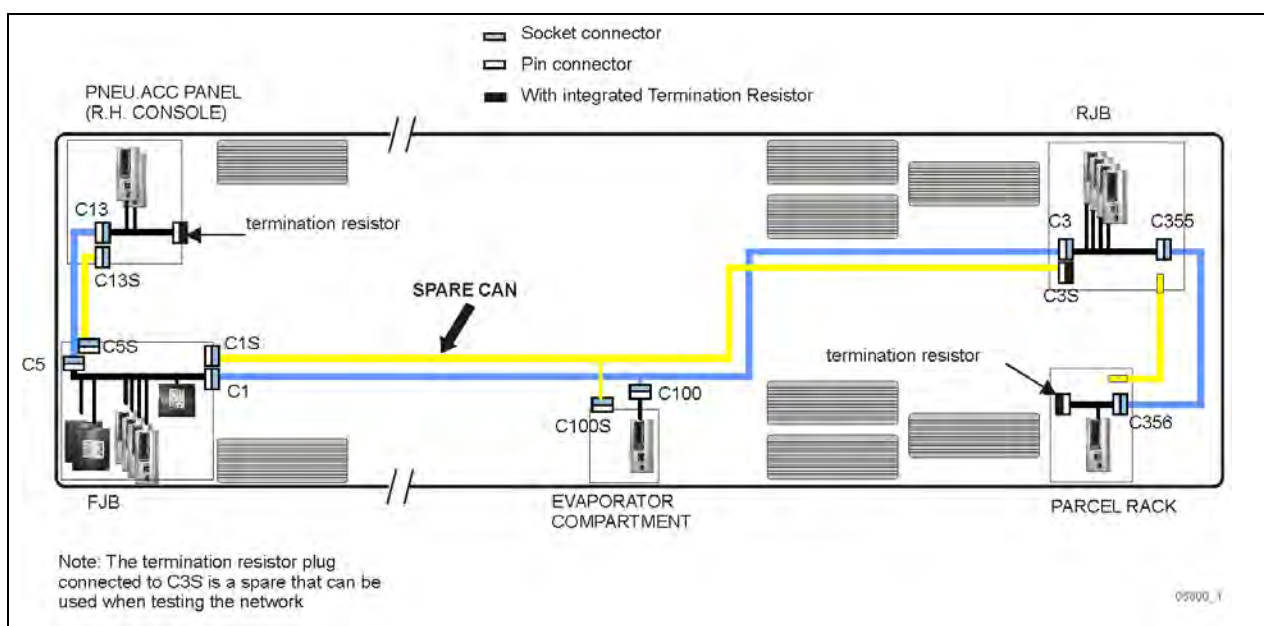 Socket connector
Pin connector
With integrated Termination Resistor
PNEU.ACC PANEL
(R.H. CONSOLE)
RJB
C13
termination resistor
C3
C355
C13S
SPARE CAN
C3S
C5S
C1S
termination resistor
C5
C1
C100
C100S
C356
FJB
EVAPORATOR
COMPARTMENT
PARCEL RACK
Note: The termination resistor plug
connected to C3S is a spare that can be
used when testing the network